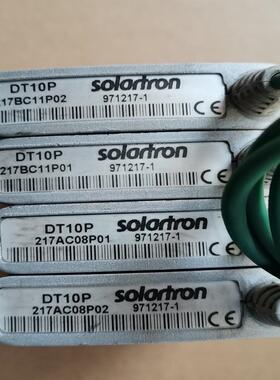 DT10P solartron
217BC11P02 971217-1
CE
DT10P solartron
217BC11P01 971217-1
CE
DT10P solartron
217AC08P01 971217-1
CE
DT10P solartron
217AC08P02 971217-1
CE